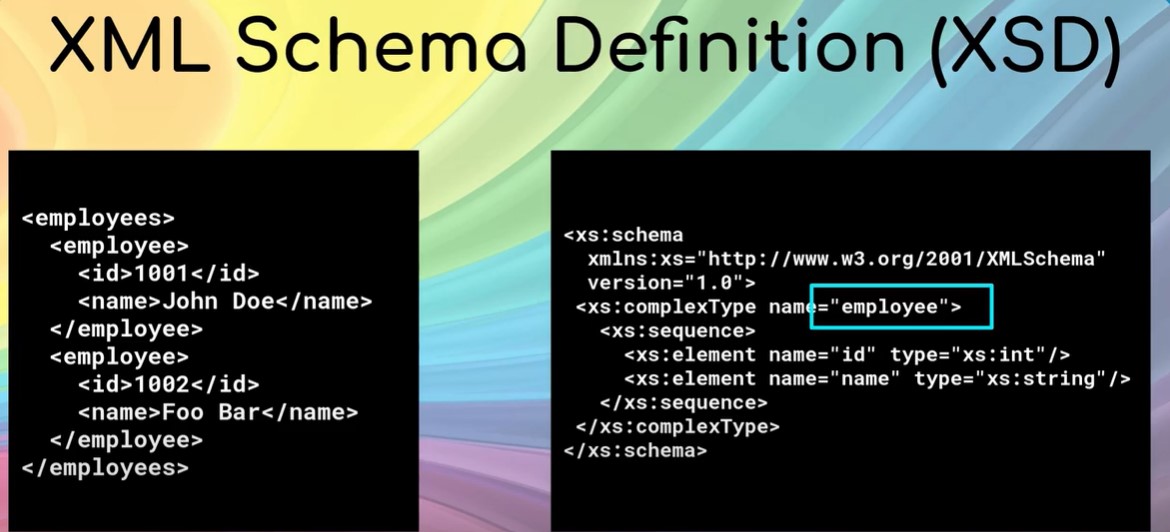 XML Schema Definition (XSD)
<employees>
<employee>
<id>1001</id>
<name>John Doe</name>
</employee>
<employee>
<id>1002</id>
<name>Foo Bar</name>
</employee>
</employees>
<xs:schema
xmlns:xs="http://www.w3.org/2001/XMLSchema"
version="1.0">
<xs:complexType name="employee">
<xs:sequence>
<xs:element name="id" type="xs:int"/>
<xs:element name="name" type="xs:string"/>
</xs:sequence>
</xs:complexType>
</xs:schema>